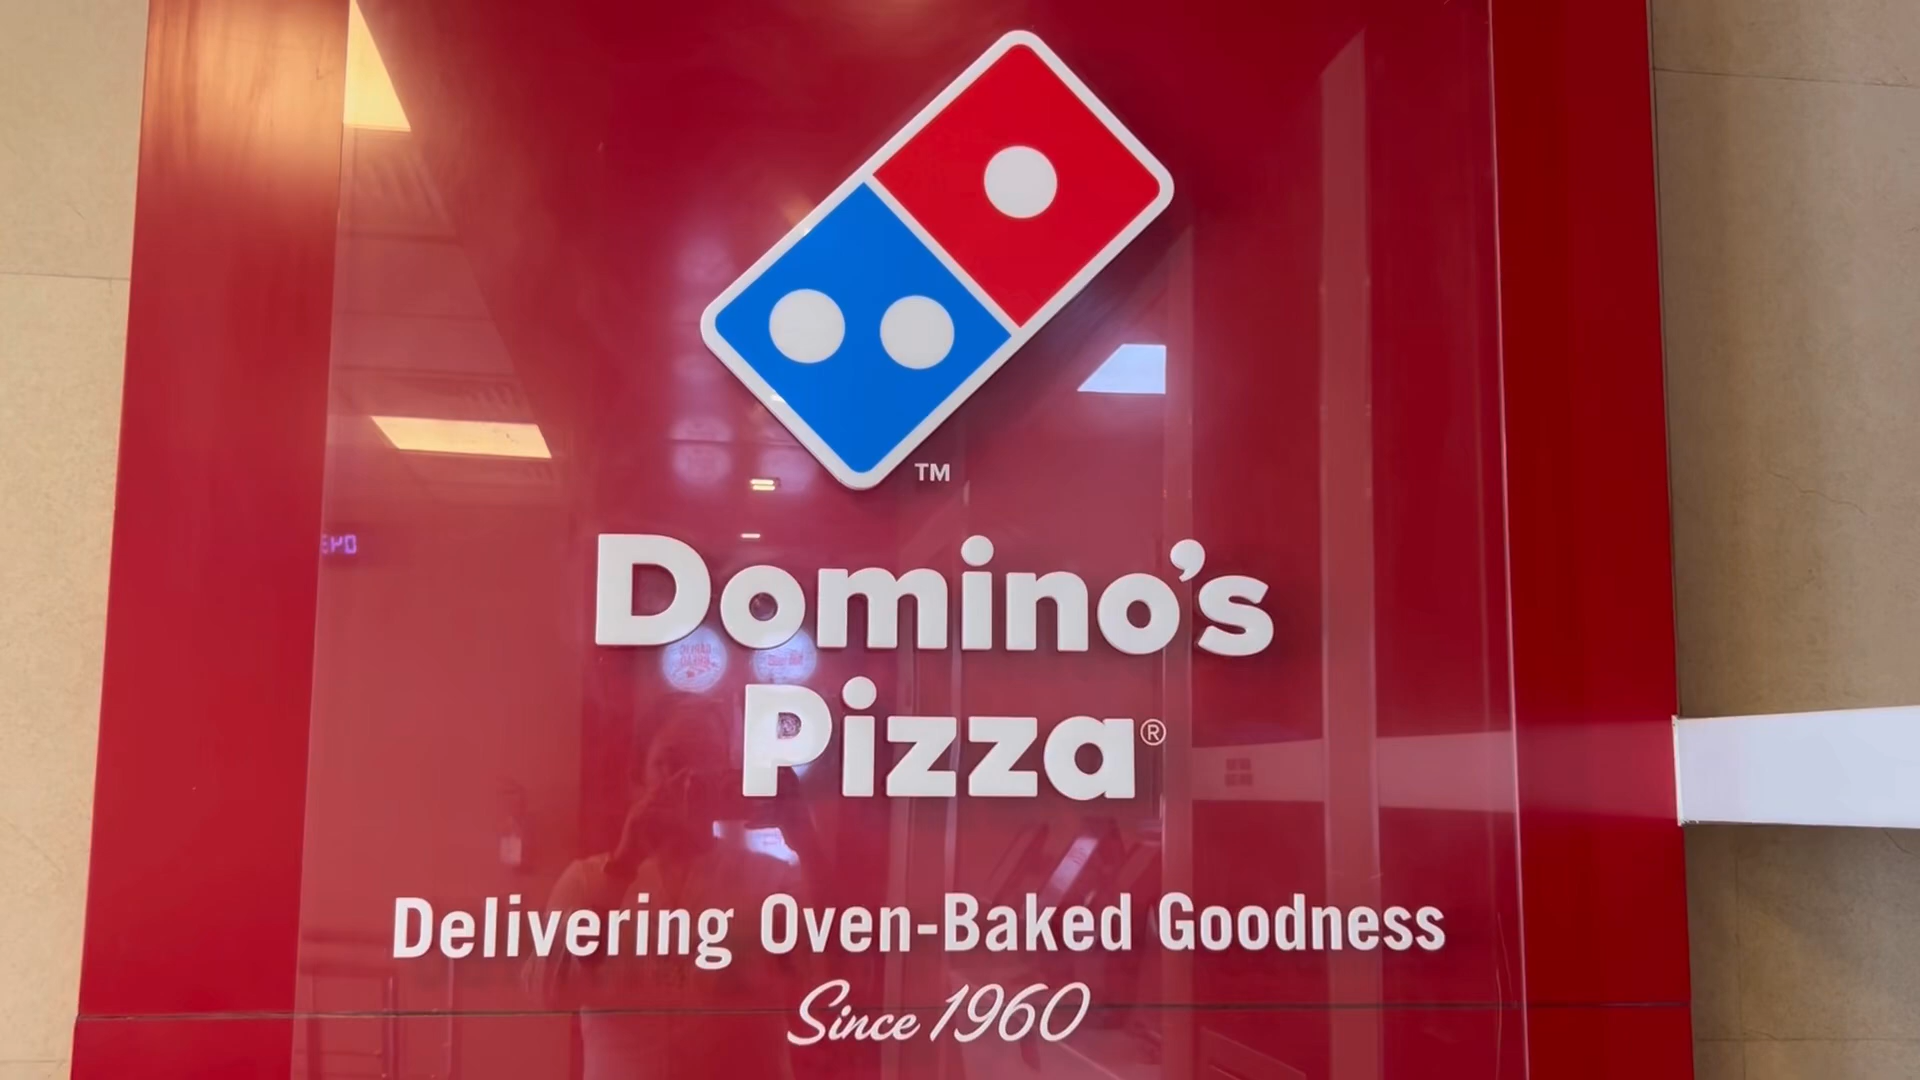 TM
Domino's
Pizza®
Delivering Oven-Baked Goodness
Since 1960